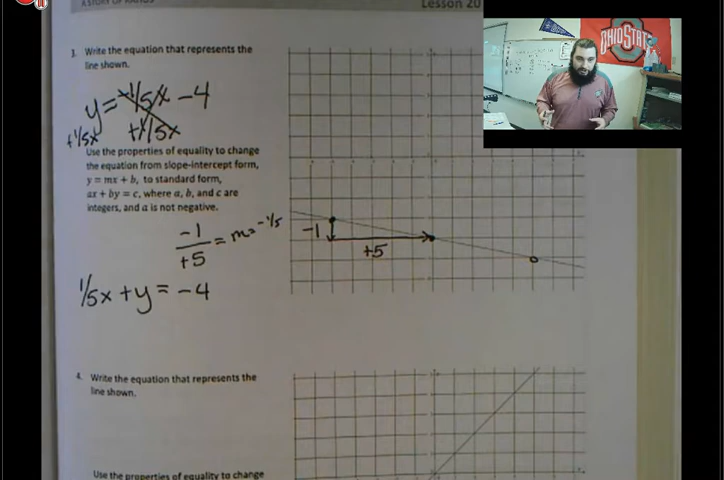 A STORY OF RATIOS
Lesson 20
3. Write the equation that represents the
line shown.
y = -1/5x - 4
+1/5x +1/5x
Use the properties of equality to change
the equation from slope-intercept form,
y = mx + b, to standard form,
ax + by = c, where a, b, and c are
integers, and a is not negative.
-1
+5
= m = -1/5
1/5x + y = -4
-1
+5
OHIO STATE
4. Write the equation that represents the
line shown.
Use the properties of equality to change